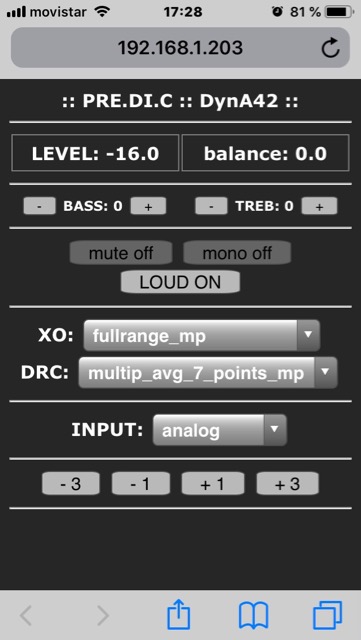 movistar 17:28 81 %
192.168.1.203
:: PRE.DI.C :: DynA42 ::
LEVEL: -16.0 balance: 0.0
- BASS: 0 + - TREB: 0 +
mute off mono off
LOUD ON
XO: fullrange_mp
DRC: multip_avg_7_points_mp
INPUT: analog
- 3 - 1 + 1 + 3